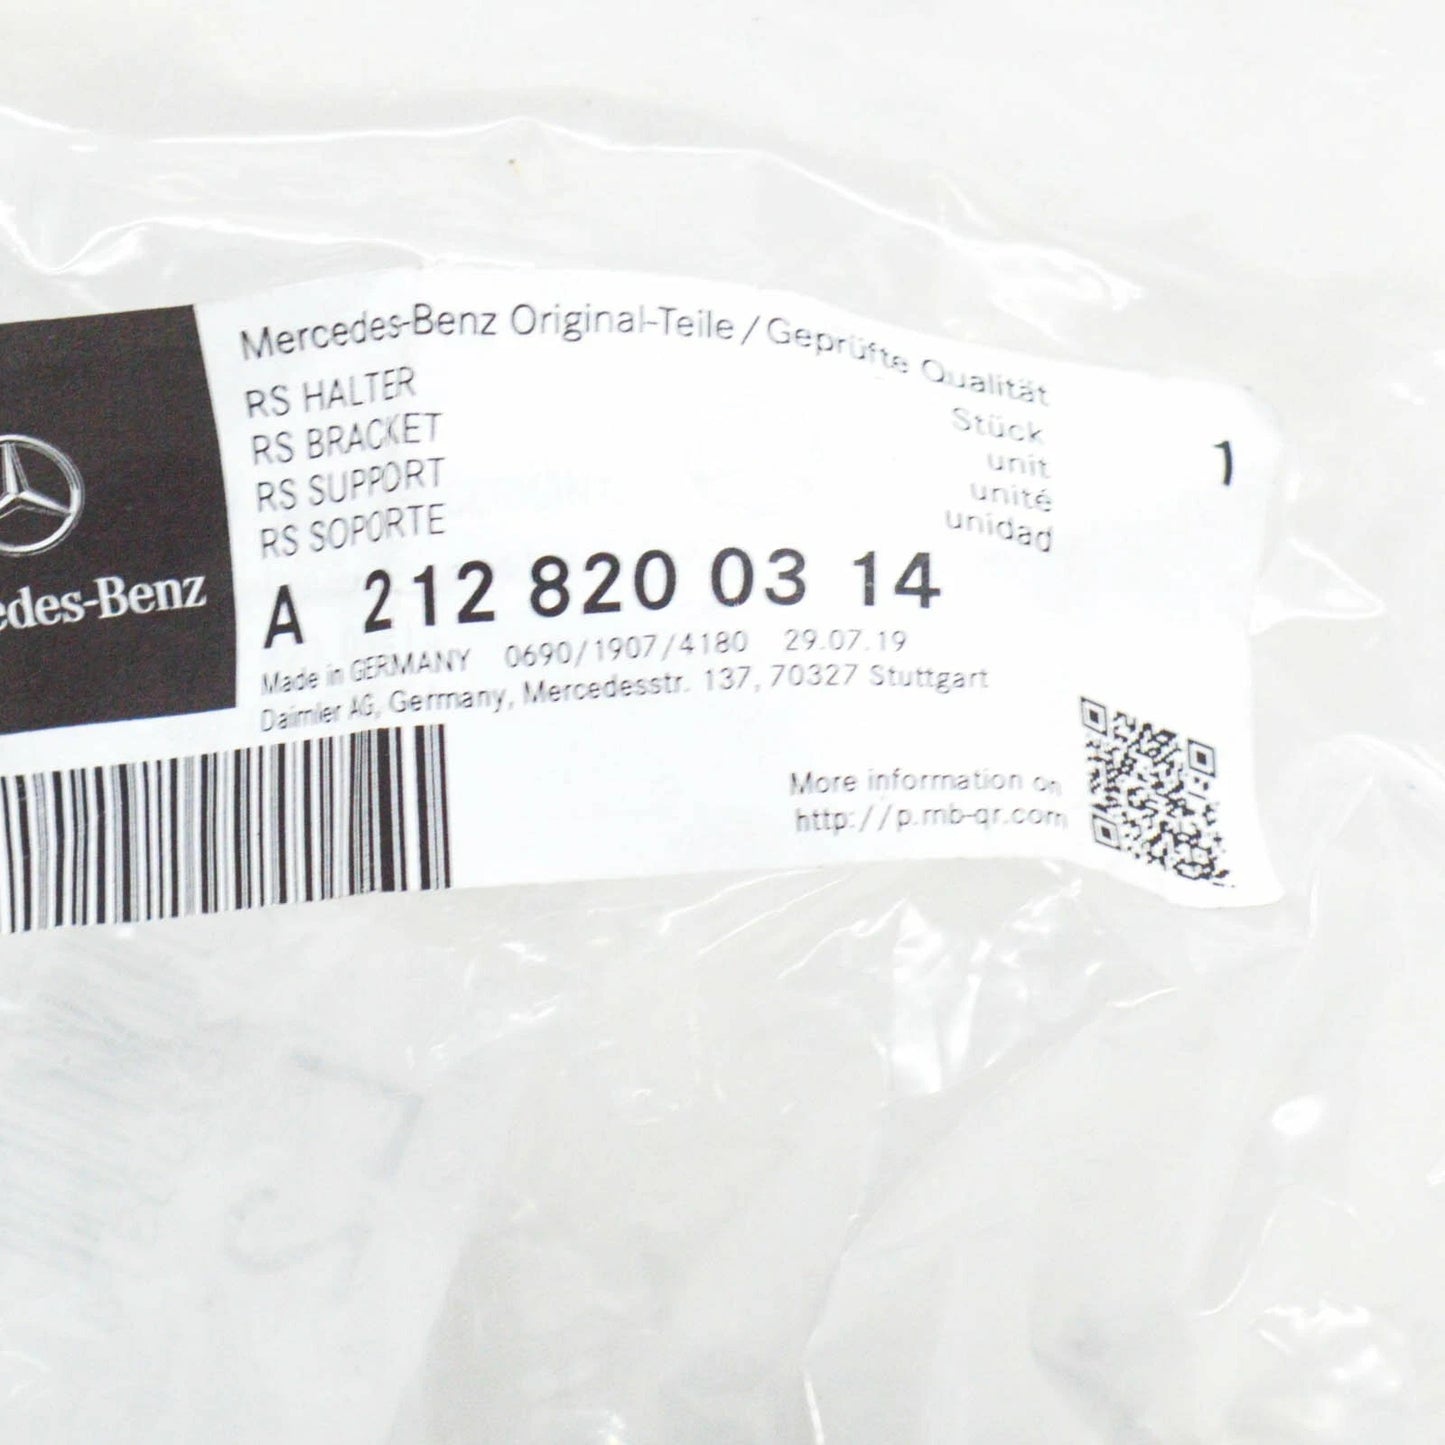 Mercedes-Benz Original-Teile / Geprüfte Qualität
RS HALTER
RS BRACKET
RS SUPPORT
RS SOPORTE
Stück
unit
unité
unidad
1
A 212 820 03 14
Made in GERMANY 0690/1907/4180 29.07.19
Daimler AG, Germany, Mercedesstr. 137, 70327 Stuttgart
More information on
http://p.mb-qr.com
edes-Benz